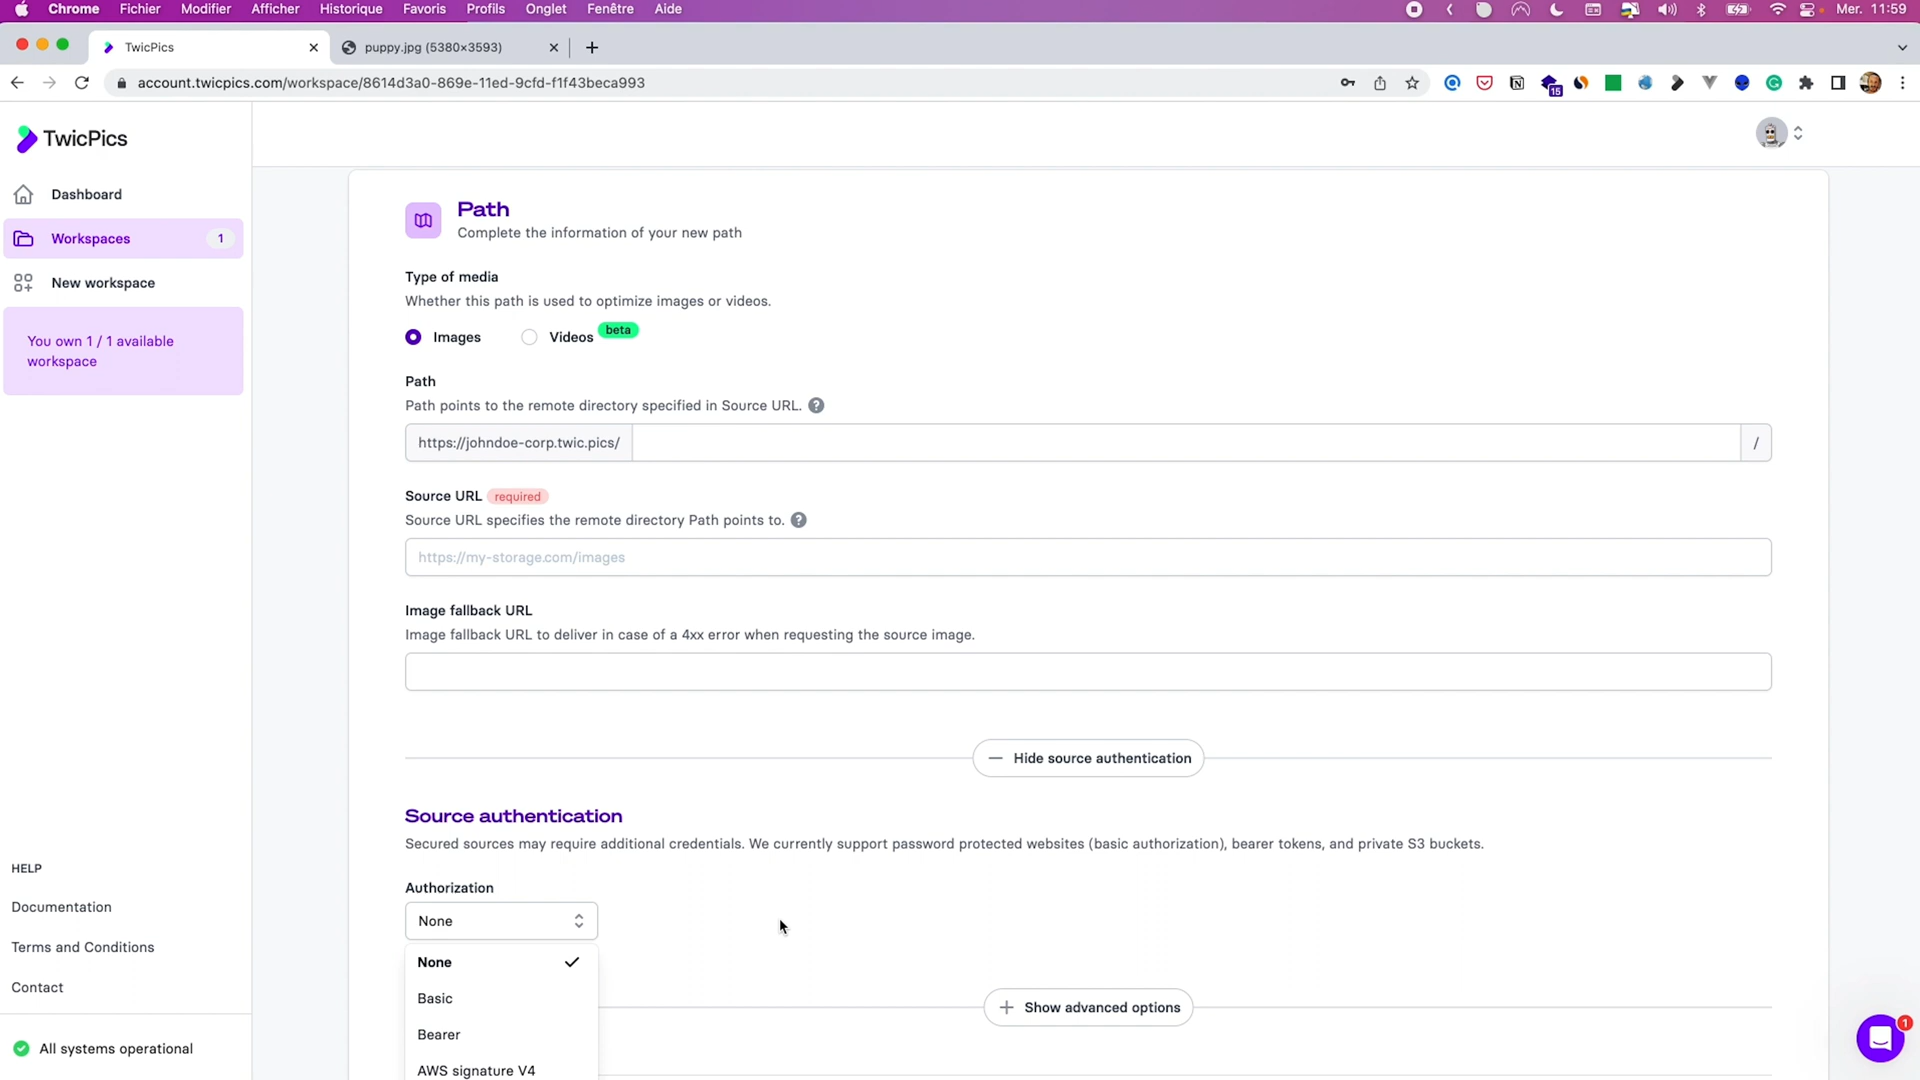 Chrome Fichier Modifier Afficher Historique Favoris Profils Onglet Fenêtre Aide Mer. 11:59
TwicPics puppy.jpg (5380×3593)
account.twicpics.com/workspace/8614d3a0-869e-11ed-9cfd-f1f43beca993 15
TwicPics
Dashboard
Workspaces 1
New workspace
You own 1 / 1 available
workspace
Path
Complete the information of your new path
Type of media
Whether this path is used to optimize images or videos.
Images Videos beta
Path
Path points to the remote directory specified in Source URL. ?
https://johndoe-corp.twic.pics/ /
Source URL required
Source URL specifies the remote directory Path points to. ?
https://my-storage.com/images
Image fallback URL
Image fallback URL to deliver in case of a 4xx error when requesting the source image.
Hide source authentication
Source authentication
Secured sources may require additional credentials. We currently support password protected websites (basic authorization), bearer tokens, and private S3 buckets.
Authorization
None
None
Basic
Bearer
AWS signature V4
Show advanced options
HELP
Documentation
Terms and Conditions
Contact
All systems operational
1